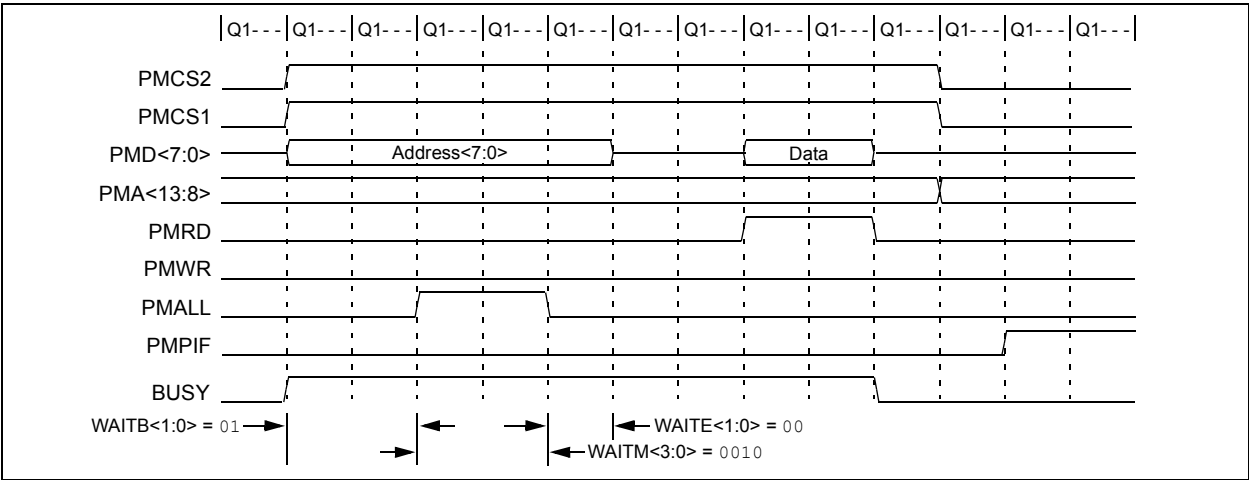 Q1- - - Q1- - - Q1- - - Q1- - - Q1- - - Q1- - - Q1- - - Q1- - - Q1- - - Q1- - - Q1- - - Q1- - - Q1- - - Q1- - -
PMCS2
PMCS1
PMD<7:0> Address<7:0> Data
PMA<13:8>
PMRD
PMWR
PMALL
PMPIF
BUSY
WAITB<1:0> = 01 WAITE<1:0> = 00
WAITM<3:0> = 0010